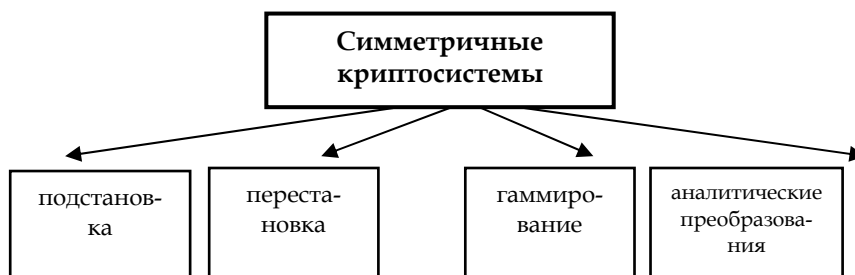 Симметричные
криптосистемы
подстанов-
ка
переста-
новка
гаммиро-
вание
аналитические
преобразова-
ния